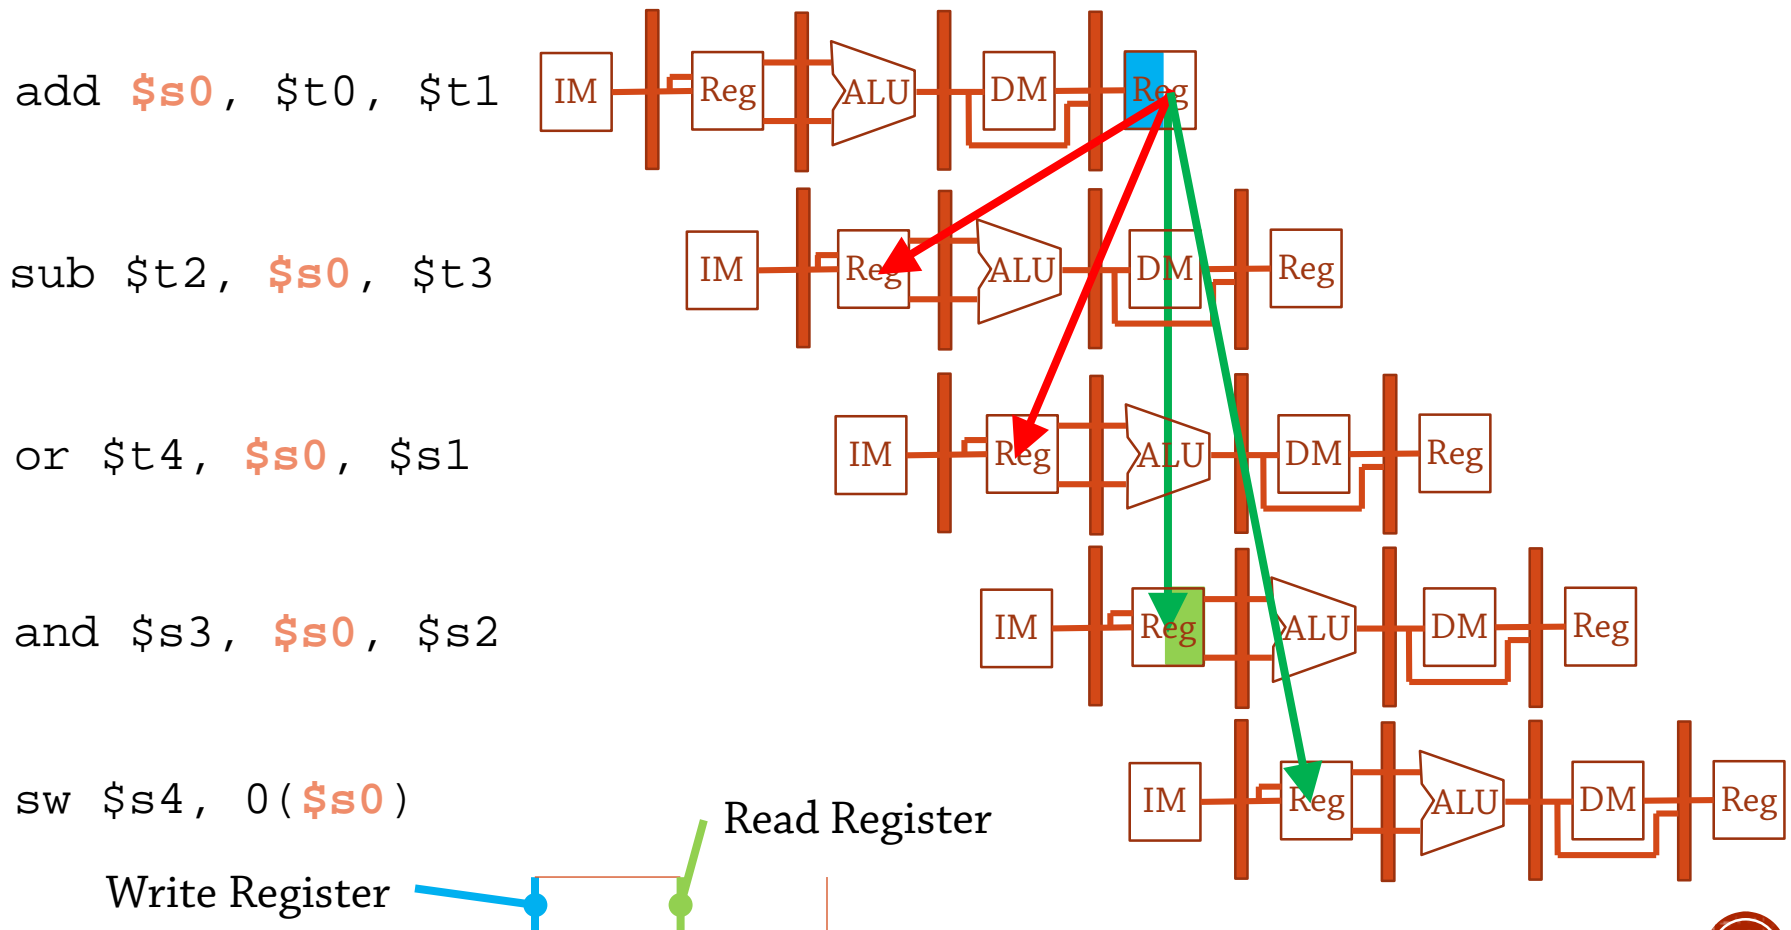 add $s0, $t0, $t1
IM Reg ALU DM Reg
sub $t2, $s0, $t3
IM Reg ALU DM Reg
or $t4, $s0, $s1
IM Reg ALU DM Reg
and $s3, $s0, $s2
IM Reg ALU DM Reg
sw $s4, 0($s0)
IM Reg ALU DM Reg
Read Register
Write Register